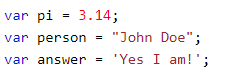 var pi = 3.14;
var person = "John Doe";
var answer = 'Yes I am!';